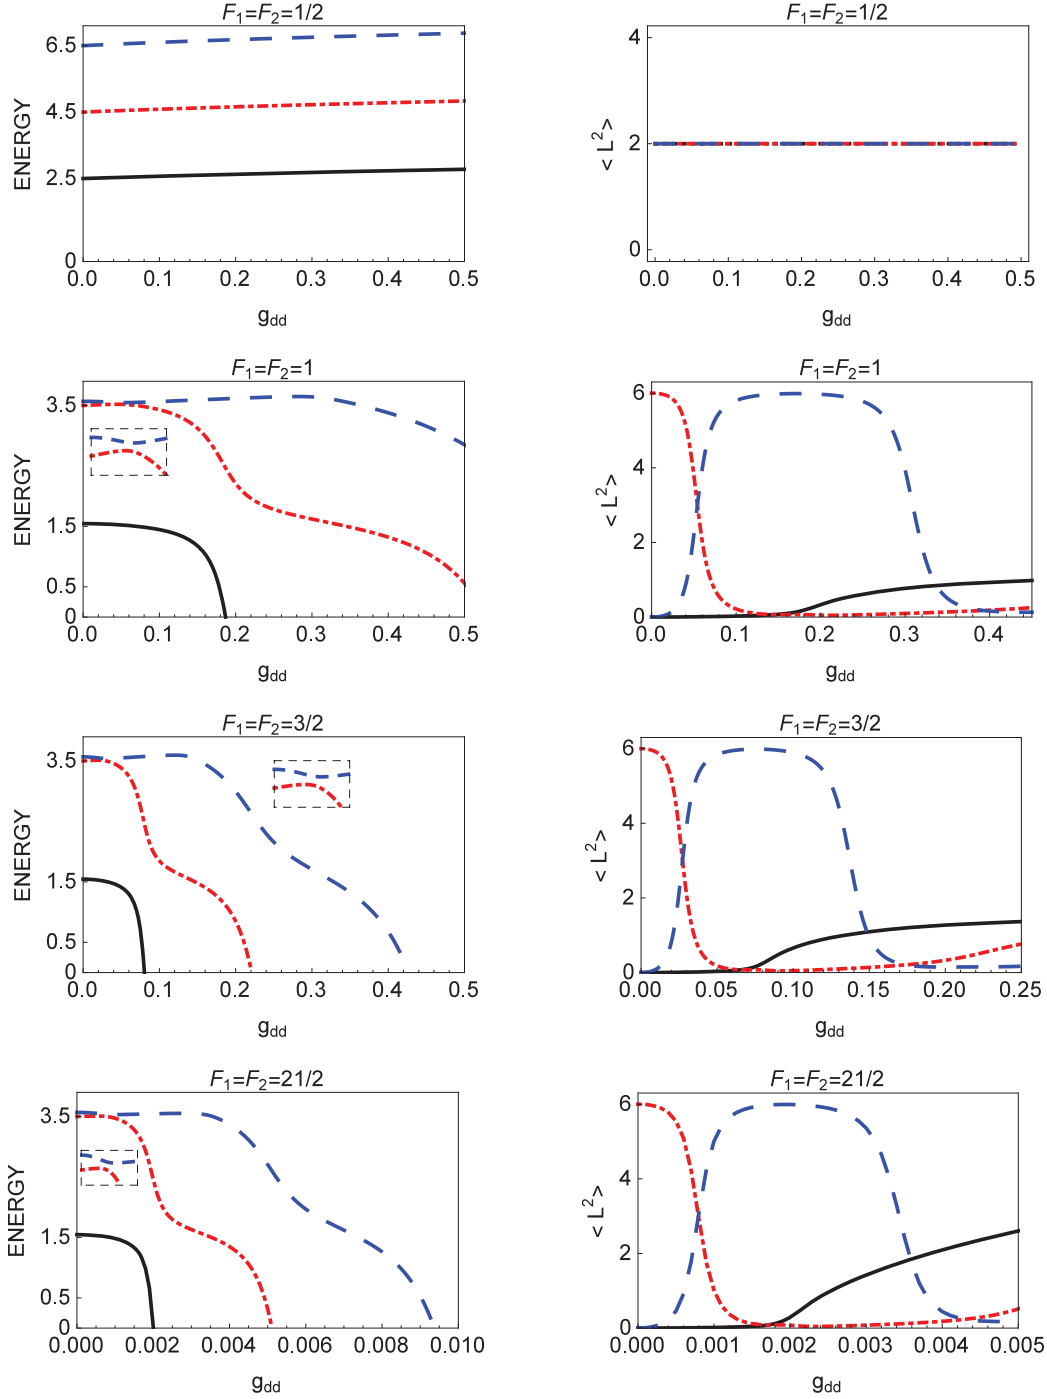 F1=F2=1/2
6.5
4.5
2.5
0
0.0 0.1 0.2 0.3 0.4 0.5
ENERGY
gdd
F1=F2=1/2
4
2
0
0.0 0.1 0.2 0.3 0.4 0.5
< L2>
gdd
F1=F2=1
3.5
1.5
0.5
0
0.0 0.1 0.2 0.3 0.4 0.5
ENERGY
gdd
F1=F2=1
6
4
2
0
0.0 0.1 0.2 0.3 0.4
< L2>
gdd
F1=F2=3/2
3.5
1.5
0.5
0
0.0 0.1 0.2 0.3 0.4 0.5
ENERGY
gdd
F1=F2=3/2
6
4
2
0
0.00 0.05 0.10 0.15 0.20 0.25
< L2>
gdd
F1=F2=21/2
3.5
1.5
0.5
0
0.000 0.002 0.004 0.006 0.008 0.010
ENERGY
gdd
F1=F2=21/2
6
4
2
0
0.000 0.001 0.002 0.003 0.004 0.005
< L2>
gdd